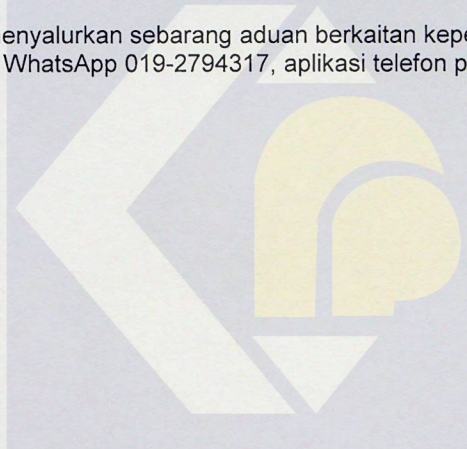 enyalurkan sebarang aduan berkaitan kepe
WhatsApp 019-2794317, aplikasi telefon p